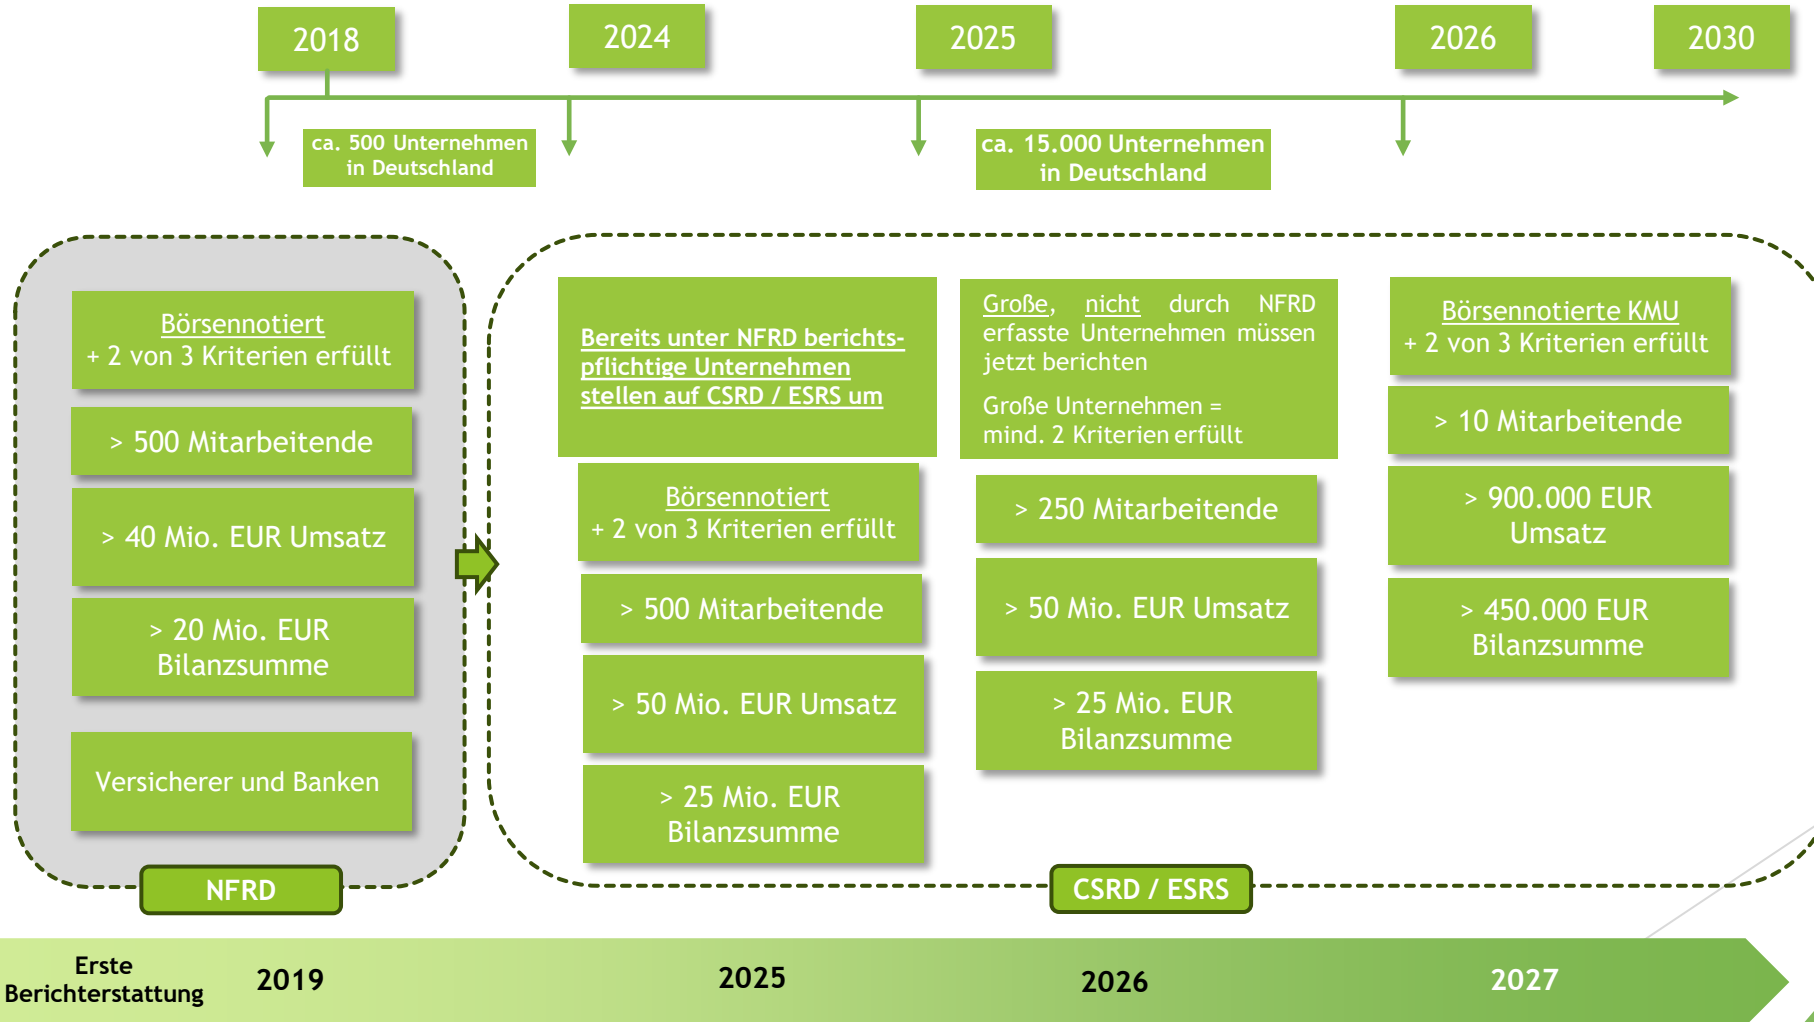 2018
2024
2025
2026
2030
ca. 500 Unternehmen
in Deutschland
ca. 15.000 Unternehmen
in Deutschland
Börsennotiert
+ 2 von 3 Kriterien erfüllt
> 500 Mitarbeitende
> 40 Mio. EUR Umsatz
> 20 Mio. EUR
Bilanzsumme
Versicherer und Banken
NFRD
Bereits unter NFRD berichts-
pflichtige Unternehmen
stellen auf CSRD / ESRS um
Börsennotiert
+ 2 von 3 Kriterien erfüllt
> 500 Mitarbeitende
> 50 Mio. EUR Umsatz
> 25 Mio. EUR
Bilanzsumme
Große, nicht durch NFRD
erfasste Unternehmen müssen
jetzt berichten
Große Unternehmen =
mind. 2 Kriterien erfüllt
> 250 Mitarbeitende
> 50 Mio. EUR Umsatz
> 25 Mio. EUR
Bilanzsumme
Börsennotierte KMU
+ 2 von 3 Kriterien erfüllt
> 10 Mitarbeitende
> 900.000 EUR
Umsatz
> 450.000 EUR
Bilanzsumme
CSRD / ESRS
Erste
Berichterstattung
2019
2025
2026
2027